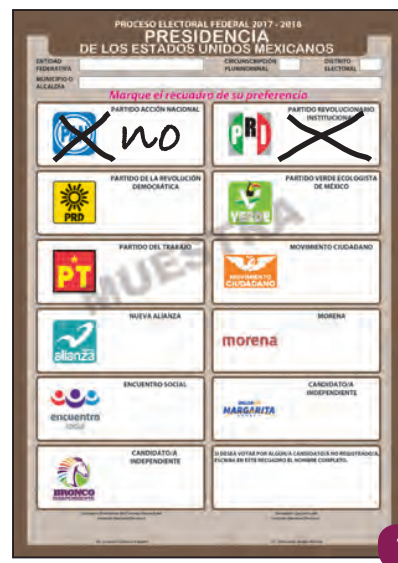 PROCESO ELECTORAL FEDERAL 2017 - 2018
PRESIDENCIA
DE LOS ESTADOS UNIDOS MEXICANOS
ENTIDAD FEDERATIVA
CIRCUNSCRIPCIÓN PLURINOMINAL
DISTRITO ELECTORAL
MUNICIPIO O ALCALDÍA
Marque el recuadro de su preferencia
PARTIDO ACCIÓN NACIONAL
PAN
no
PARTIDO REVOLUCIONARIO
INSTITUCIONAL
PRI
PARTIDO DE LA REVOLUCIÓN
DEMOCRÁTICA
PRD
PARTIDO VERDE ECOLOGISTA
DE MÉXICO
VERDE
PARTIDO DEL TRABAJO
PT
MOVIMIENTO CIUDADANO
MOVIMIENTO
CIUDADANO
MUESTRA
NUEVA ALIANZA
alianza
MORENA
morena
ENCUENTRO SOCIAL
encuentro
social
CANDIDATO/A
INDEPENDIENTE
MARGARITA
CANDIDATO/A
INDEPENDIENTE
BRONCO
INDEPENDIENTE
SI DESEA VOTAR POR ALGÚN/A CANDIDATO/A NO REGISTRADO/A,
ESCRIBA EN ESTE RECUADRO EL NOMBRE COMPLETO.